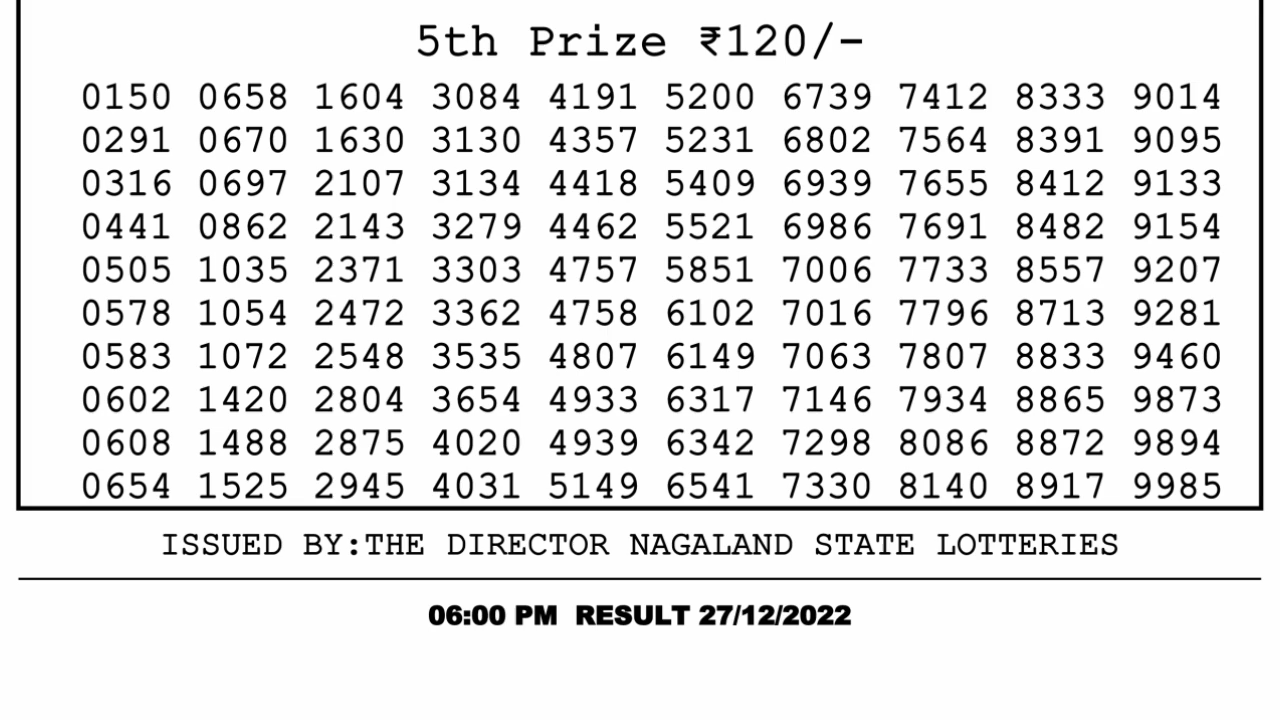 5th Prize ₹120/-
0150 0658 1604 3084 4191 5200 6739 7412 8333 9014
0291 0670 1630 3130 4357 5231 6802 7564 8391 9095
0316 0697 2107 3134 4418 5409 6939 7655 8412 9133
0441 0862 2143 3279 4462 5521 6986 7691 8482 9154
0505 1035 2371 3303 4757 5851 7006 7733 8557 9207
0578 1054 2472 3362 4758 6102 7016 7796 8713 9281
0583 1072 2548 3535 4807 6149 7063 7807 8833 9460
0602 1420 2804 3654 4933 6317 7146 7934 8865 9873
0608 1488 2875 4020 4939 6342 7298 8086 8872 9894
0654 1525 2945 4031 5149 6541 7330 8140 8917 9985
ISSUED BY:THE DIRECTOR NAGALAND STATE LOTTERIES
06:00 PM RESULT 27/12/2022